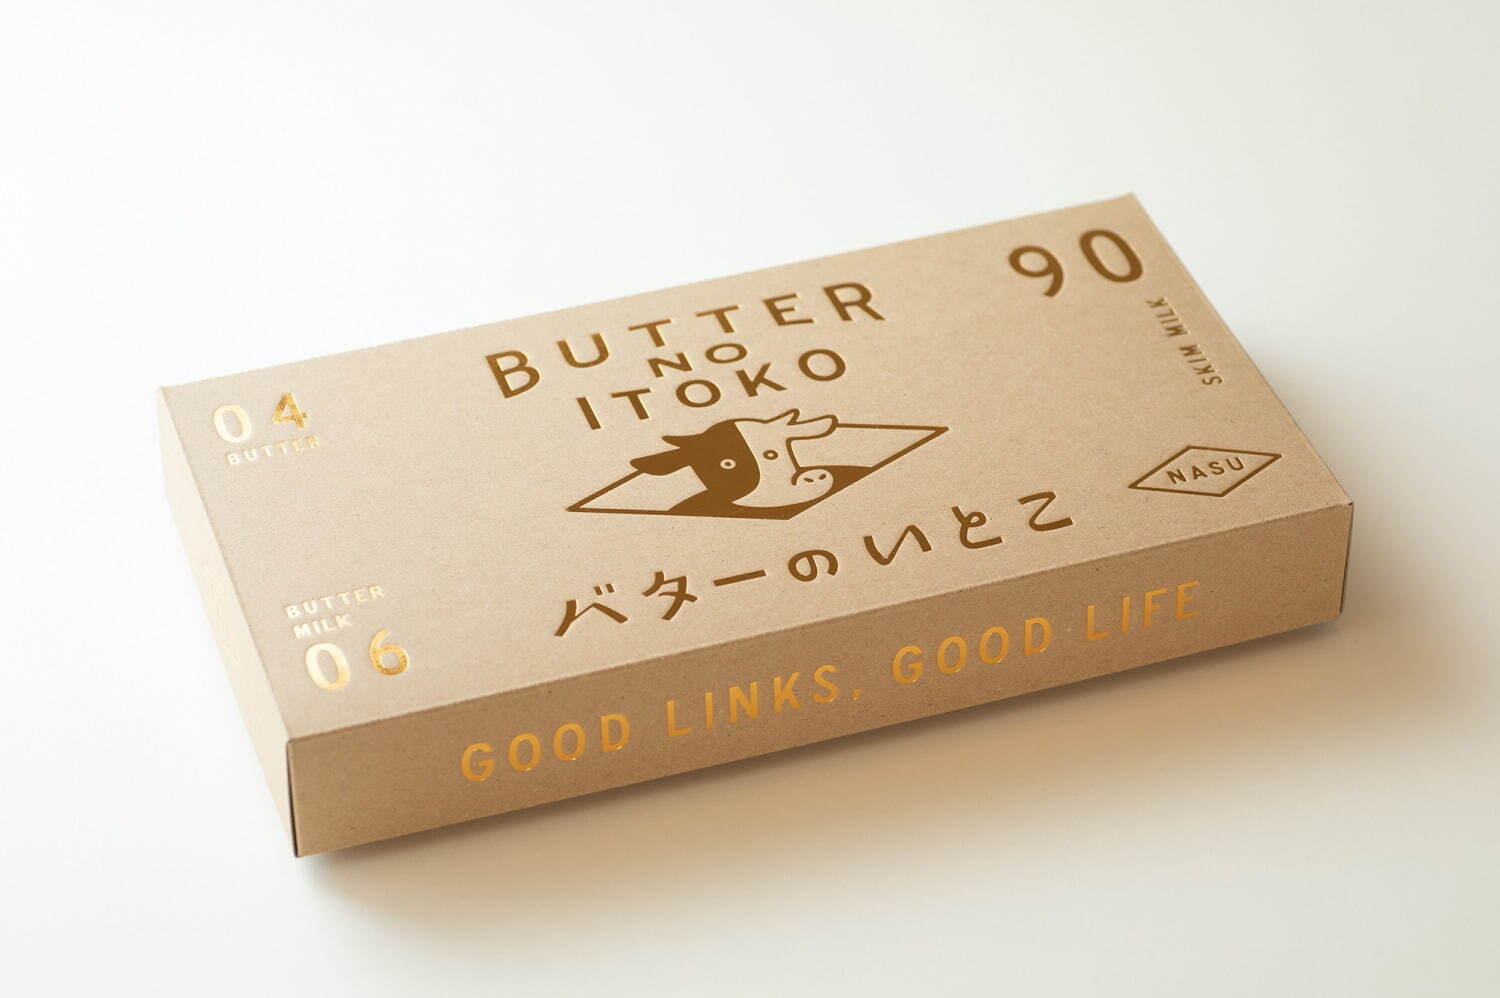 BUTTER
NO
ITOKO
バターのいとこ
04
BUTTER
BUTTER
MILK
06
90
SKIM MILK
NASU
GOOD LINKS, GOOD LIFE